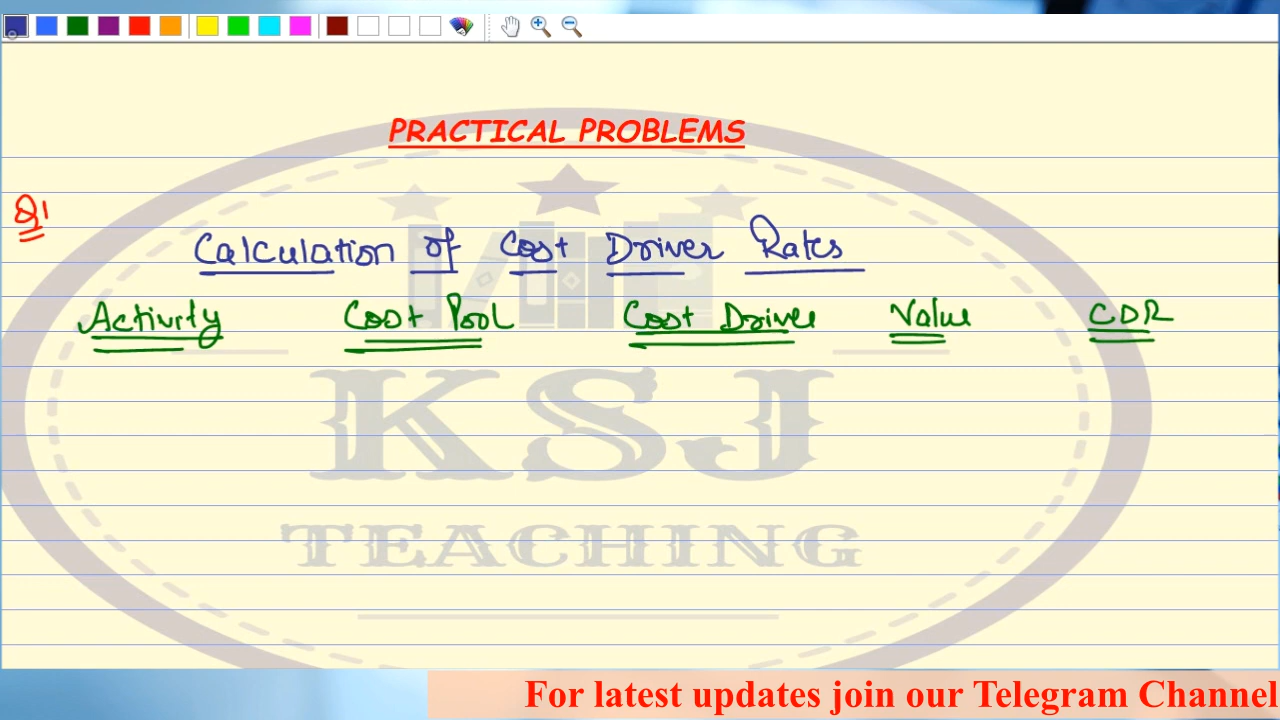 PRACTICAL PROBLEMS
Q1
Calculation of Cost Driver Rates
Activity Cost Pool Cost Driver Value CDR
KSJ
TEACHING
For latest updates join our Telegram Channel